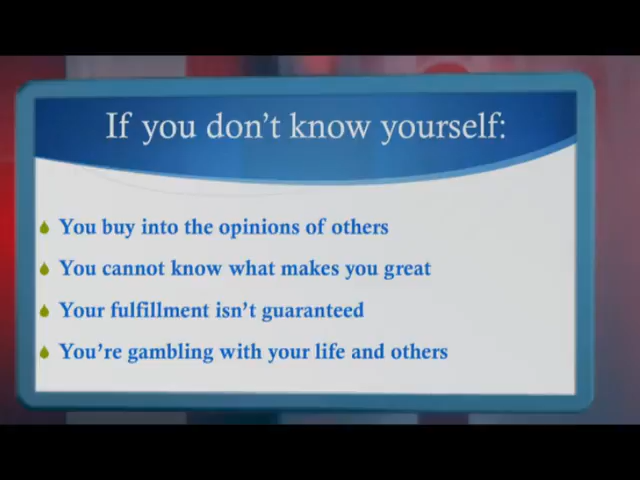 If you don't know yourself:
You buy into the opinions of others
You cannot know what makes you great
Your fulfillment isn't guaranteed
You're gambling with your life and others